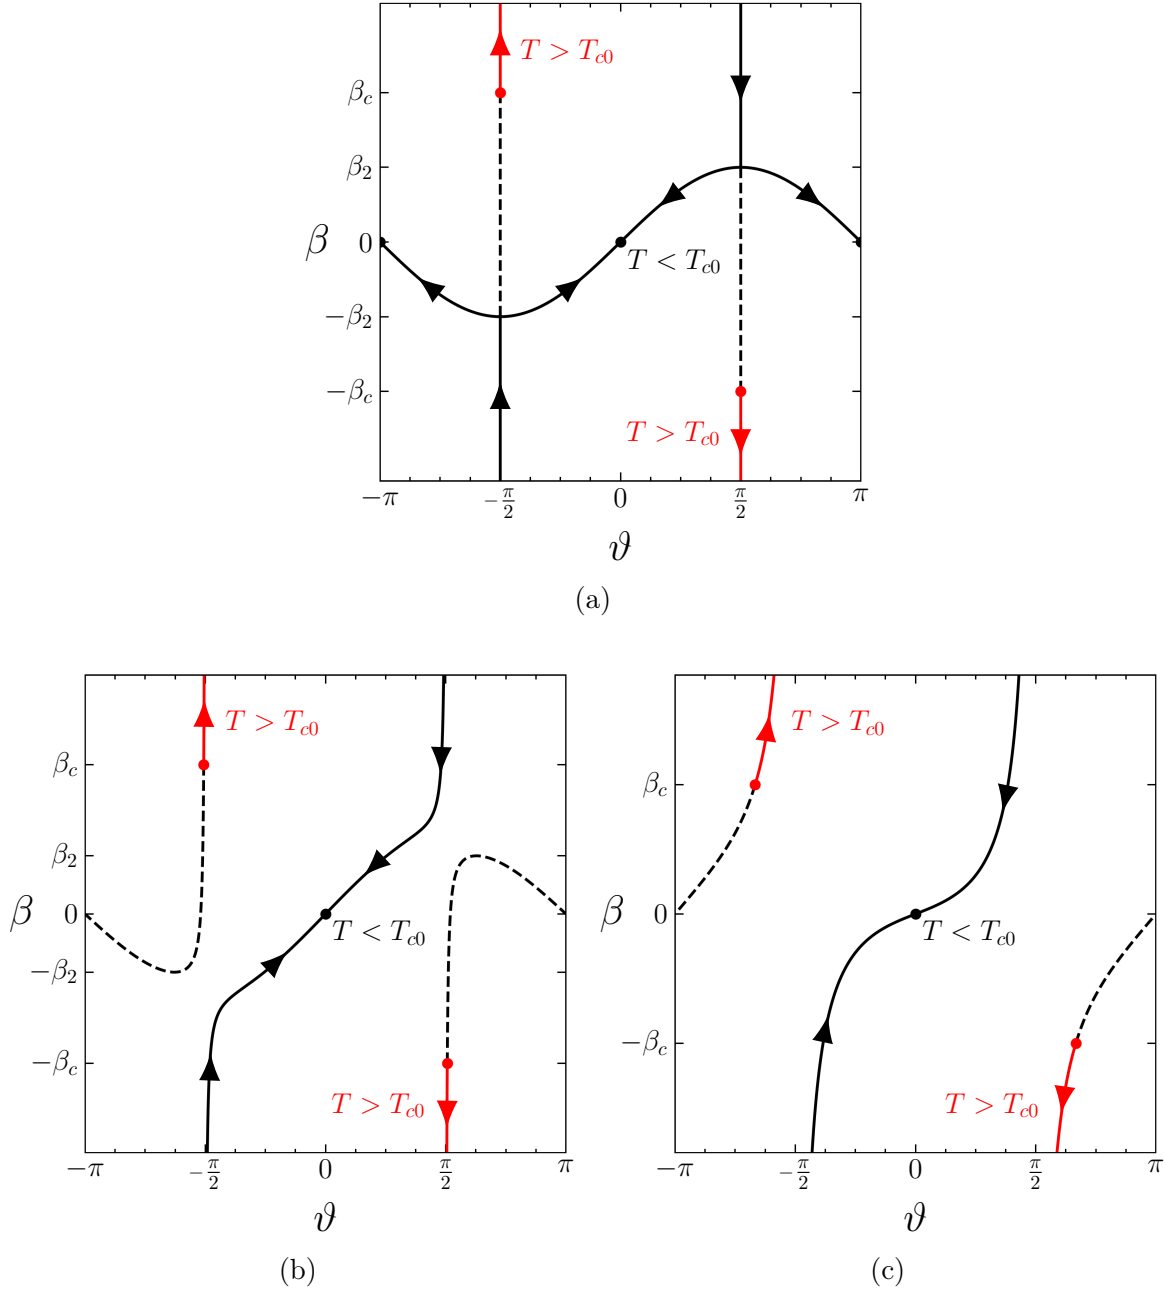 T > T_{c0}
β_c
β_2
β 0
T < T_{c0}
−β_2
−β_c
T > T_{c0}
−π −π/2 0 π/2 π
ϑ
(a)
T > T_{c0}
β_c
β_2
β 0
T < T_{c0}
−β_2
−β_c
T > T_{c0}
−π −π/2 0 π/2 π
ϑ
(b)
T > T_{c0}
β_c
β 0
T < T_{c0}
−β_c
T > T_{c0}
−π −π/2 0 π/2 π
ϑ
(c)